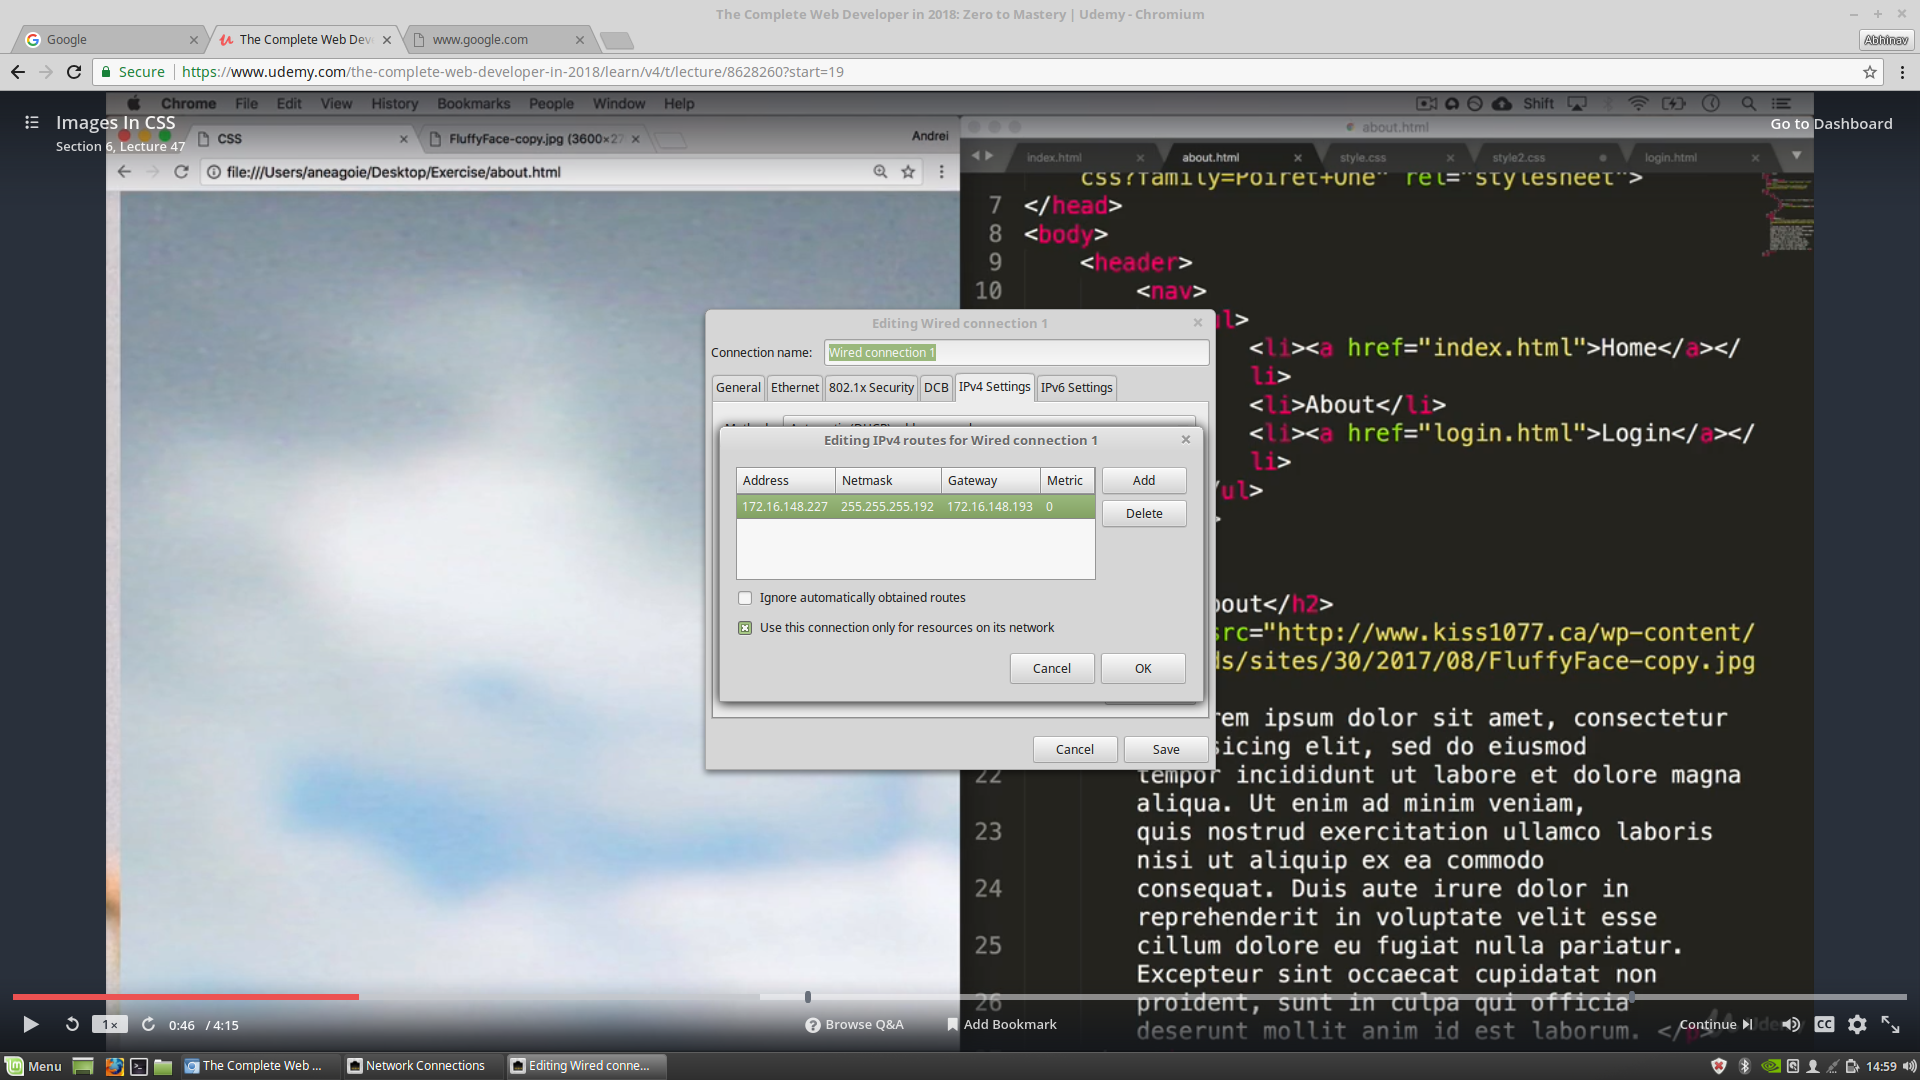 The Complete Web Developer in 2018: Zero to Mastery | Udemy - Chromium
Google
The Complete Web Dev
www.google.com
Abhinav
Secure
https://www.udemy.com/the-complete-web-developer-in-2018/learn/v4/t/lecture/8628260?start=19
Chrome File Edit View History Bookmarks People Window Help
Shift
Images In CSS
Section 6, Lecture 47
Go to Dashboard
CSS
FluffyFace-copy.jpg (3600×27
Andrei
file:///Users/aneagoie/Desktop/Exercise/about.html
about.html
index.html
about.html
style.css
style2.css
login.html
css?family=Poiret+One" rel="stylesheet">
7 </head>
8 <body>
9 <header>
10 <nav>
ul>
<li><a href="index.html">Home</a></
li>
<li>About</li>
<li><a href="login.html">Login</a></
li>
/ul>
>
out</h2>
src="http://www.kiss1077.ca/wp-content/
ds/sites/30/2017/08/FluffyFace-copy.jpg
rem ipsum dolor sit amet, consectetur
sicing elit, sed do eiusmod
22 tempor incididunt ut labore et dolore magna
aliqua. Ut enim ad minim veniam,
23 quis nostrud exercitation ullamco laboris
nisi ut aliquip ex ea commodo
24 consequat. Duis aute irure dolor in
reprehenderit in voluptate velit esse
25 cillum dolore eu fugiat nulla pariatur.
Excepteur sint occaecat cupidatat non
26 proident, sunt in culpa qui officia
deserunt mollit anim id est laborum. </p>
Editing Wired connection 1
Connection name: Wired connection 1
General Ethernet 802.1x Security DCB IPv4 Settings IPv6 Settings
Editing IPv4 routes for Wired connection 1
Address Netmask Gateway Metric
172.16.148.227 255.255.255.192 172.16.148.193 0
Add
Delete
Ignore automatically obtained routes
Use this connection only for resources on its network
Cancel OK
Cancel Save
1×
0:46 / 4:15
Browse Q&A
Add Bookmark
Continue
CC
Menu
The Complete Web ...
Network Connections
Editing Wired conne...
14:59